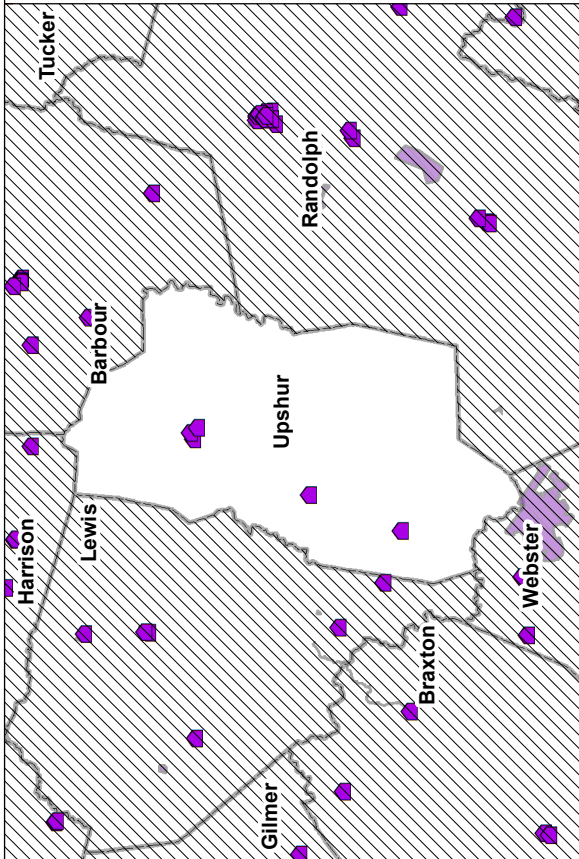 Tucker
Randolph
Barbour
Upshur
Harrison
Lewis
Webster
Braxton
Gilmer